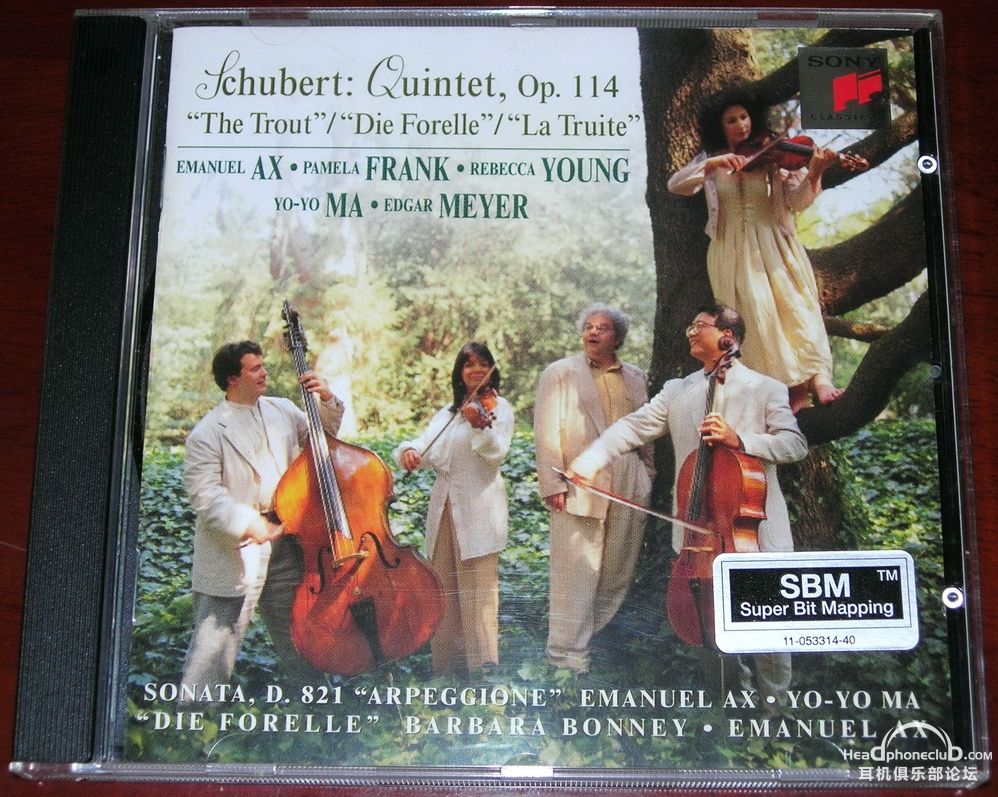 Schubert: Quintet, Op. 114
“The Trout”/“Die Forelle”/“La Truite”
EMANUEL AX • PAMELA FRANK • REBECCA YOUNG
YO-YO MA • EDGAR MEYER
SONY
CLASSICAL
SBM TM
Super Bit Mapping
11-053314-40
SONATA, D. 821 “ARPEGGIONE” EMANUEL AX • YO-YO MA
“DIE FORELLE” BARBARA BONNEY • EMANUEL AX
HeadphonecluD.com
耳机俱乐部论坛